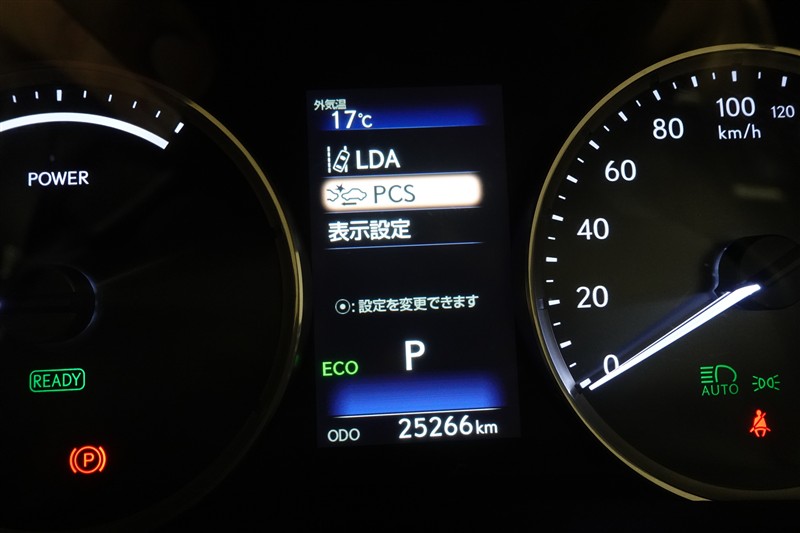 POWER
READY
P
外気温
17℃
LDA
PCS
表示設定
⦿:設定を変更できます
P
ECO
ODO 25266km
0
20
40
60
80
100
120
km/h
AUTO